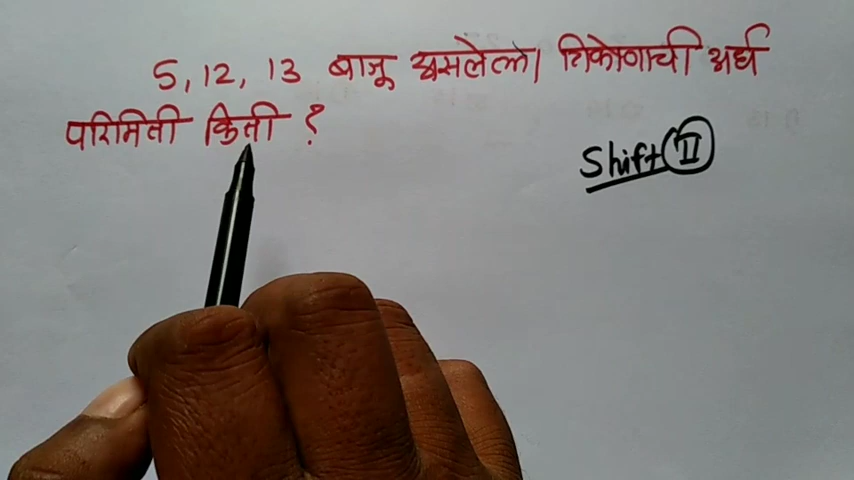 5, 12, 13 बाजू असलेल्या त्रिकोणाची अर्ध
परिमिती किती ?
Shift (II)